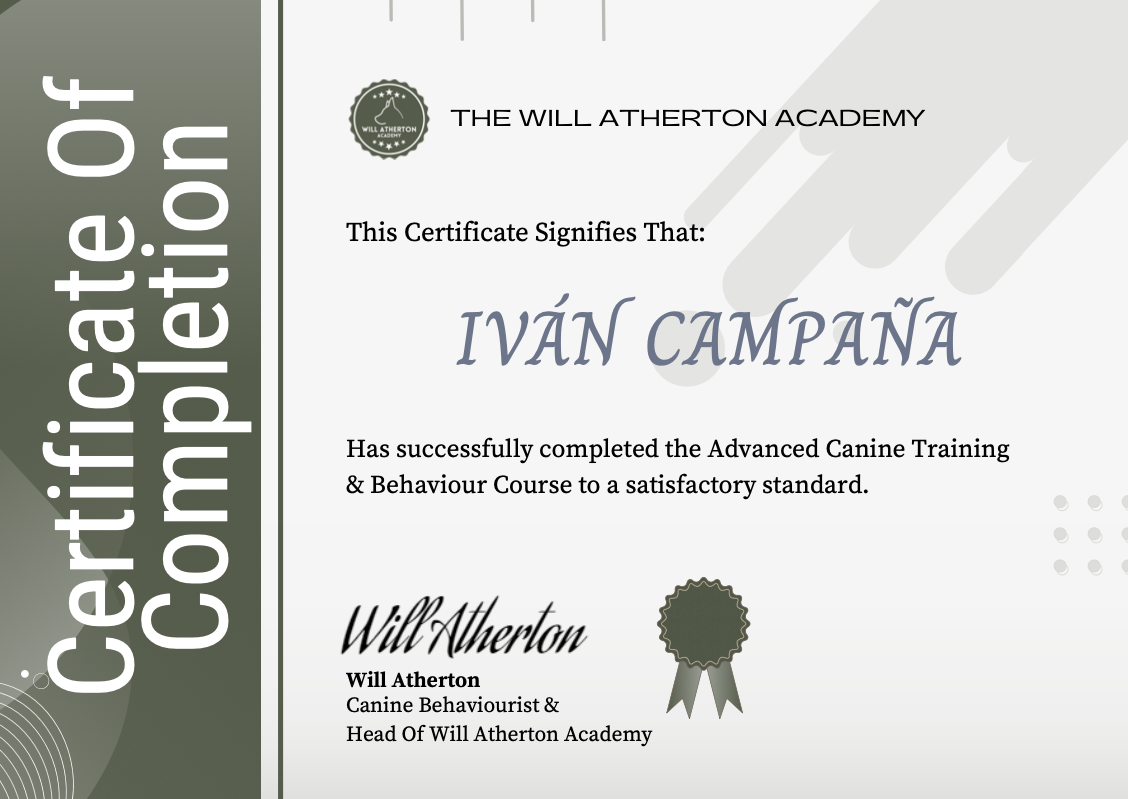 Certificate Of
Completion
WILL ATHERTON
ACADEMY
THE WILL ATHERTON ACADEMY
This Certificate Signifies That:
IVÁN CAMPAÑA
Has successfully completed the Advanced Canine Training
& Behaviour Course to a satisfactory standard.
Will Atherton
Will Atherton
Canine Behaviourist &
Head Of Will Atherton Academy